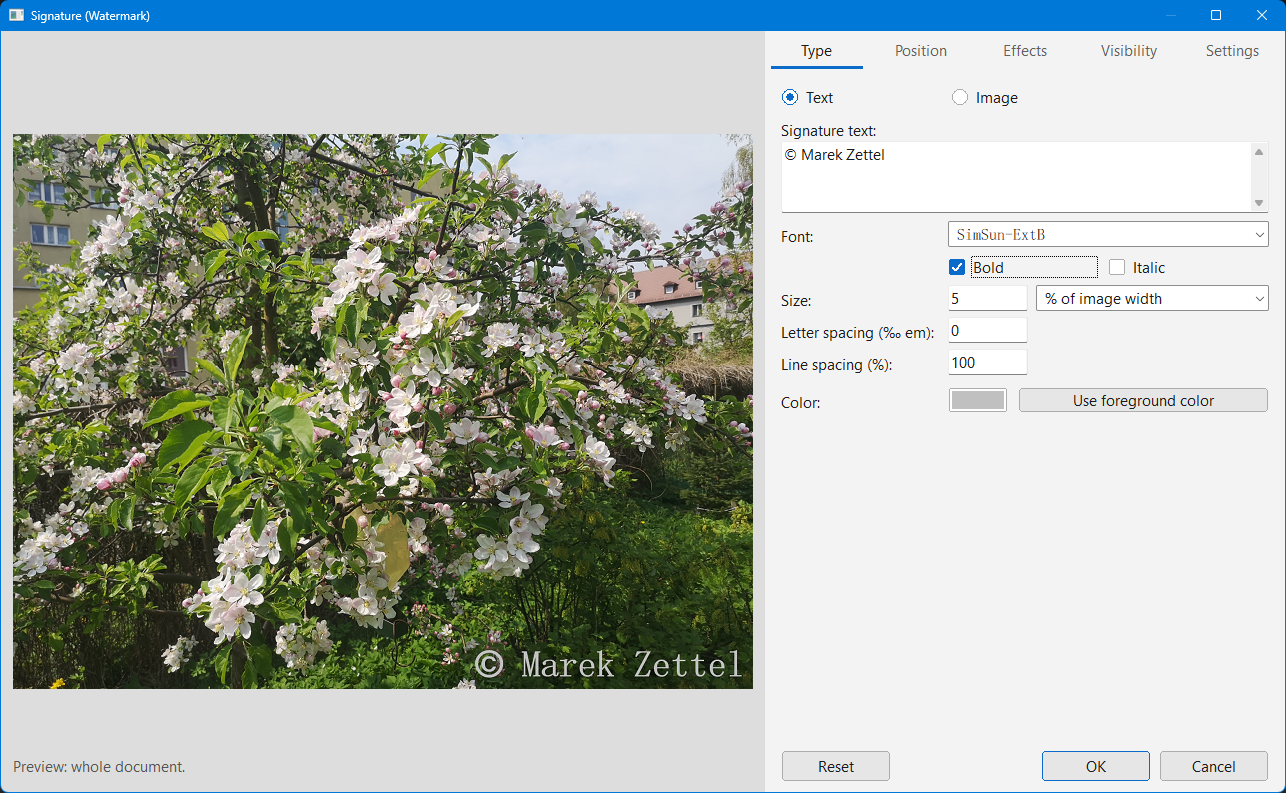 Signature (Watermark)
Type Position Effects Visibility Settings
Text Image
Signature text:
© Marek Zettel
Font: SimSun-ExtB
Bold Italic
Size: 5 % of image width
Letter spacing (‰ em): 0
Line spacing (%): 100
Color: Use foreground color
© Marek Zettel
Preview: whole document.
Reset OK Cancel